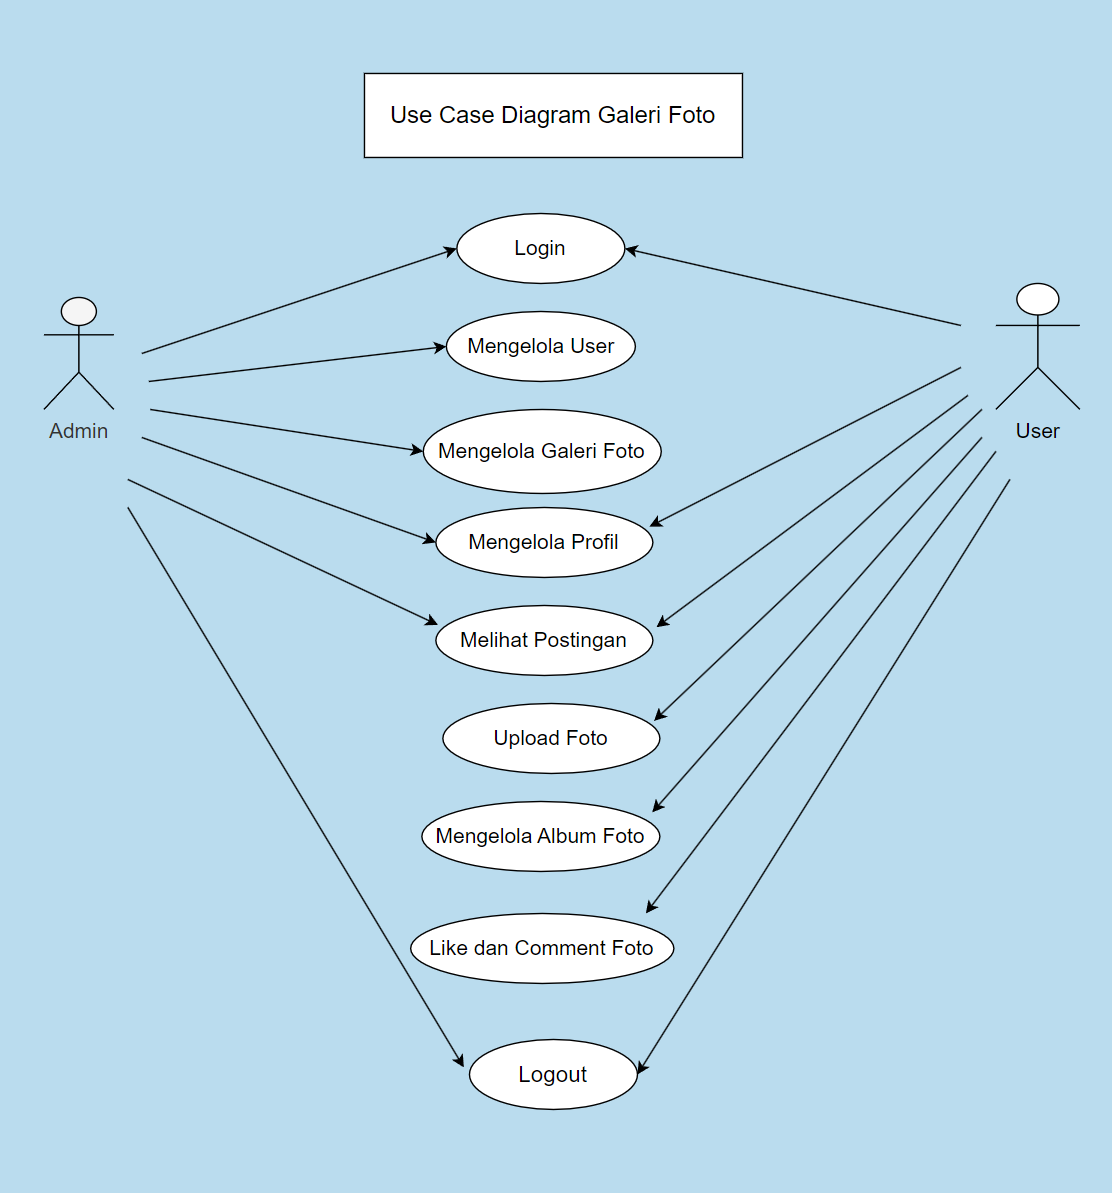 Use Case Diagram Galeri Foto
Login
Mengelola User
Mengelola Galeri Foto
Admin
User
Mengelola Profil
Melihat Postingan
Upload Foto
Mengelola Album Foto
Like dan Comment Foto
Logout